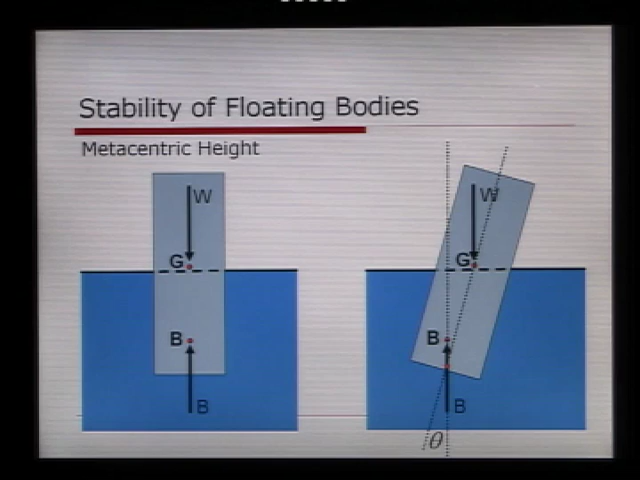 Stability of Floating Bodies
Metacentric Height
W
W
G
G
B
B
B
B
θ